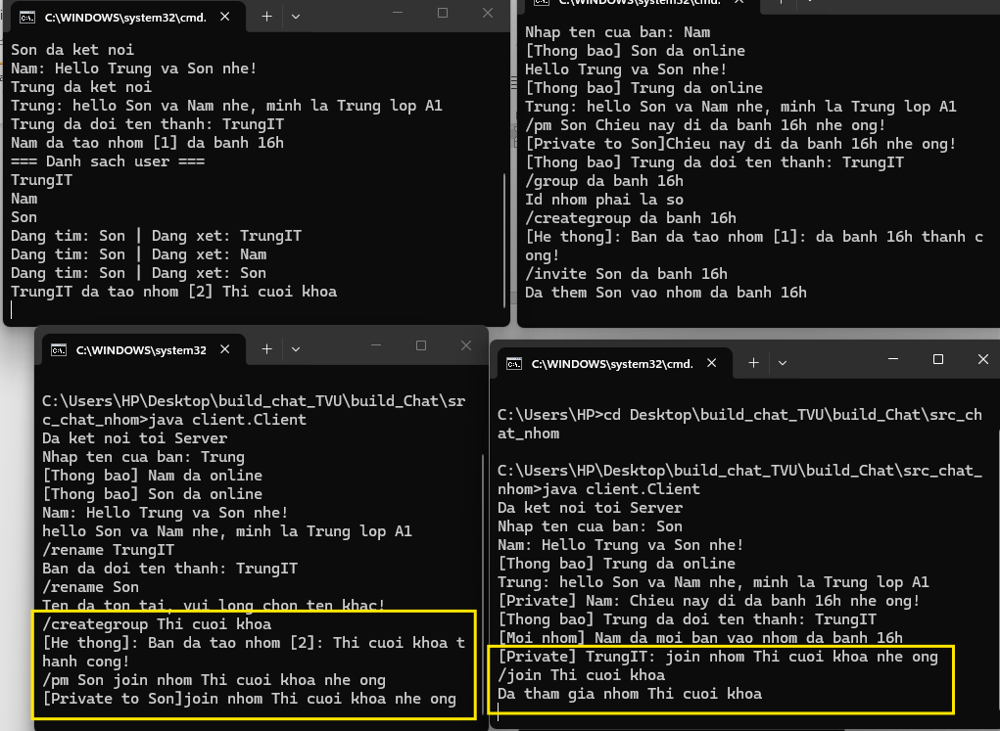 C:\WINDOWS\system32\cmd.
Son da ket noi
Nam: Hello Trung va Son nhe!
Trung da ket noi
Trung: hello Son va Nam nhe, minh la Trung lop A1
Trung da doi ten thanh: TrungIT
Nam da tao nhom [1] da banh 16h
=== Danh sach user ===
TrungIT
Nam
Son
Dang tim: Son | Dang xet: TrungIT
Dang tim: Son | Dang xet: Nam
Dang tim: Son | Dang xet: Son
TrungIT da tao nhom [2] Thi cuoi khoa
C:\WINDOWS\system32\cmd.
Nhap ten cua ban: Nam
[Thong bao] Son da online
Hello Trung va Son nhe!
[Thong bao] Trung da online
Trung: hello Son va Nam nhe, minh la Trung lop A1
/pm Son Chieu nay di da banh 16h nhe ong!
[Private to Son]Chieu nay di da banh 16h nhe ong!
[Thong bao] Trung da doi ten thanh: TrungIT
/group da banh 16h
Id nhom phai la so
/creategroup da banh 16h
[He thong]: Ban da tao nhom [1]: da banh 16h thanh c
ong!
/invite Son da banh 16h
Da them Son vao nhom da banh 16h
C:\WINDOWS\system32
C:\Users\HP\Desktop\build_chat_TVU\build_Chat\sr
c_chat_nhom>java client.Client
Da ket noi toi Server
Nhap ten cua ban: Trung
[Thong bao] Nam da online
[Thong bao] Son da online
Nam: Hello Trung va Son nhe!
hello Son va Nam nhe, minh la Trung lop A1
/rename TrungIT
Ban da doi ten thanh: TrungIT
/rename Son
Ten da ton tai, vui long chon ten khac!
/creategroup Thi cuoi khoa
[He thong]: Ban da tao nhom [2]: Thi cuoi khoa t
hanh cong!
/pm Son join nhom Thi cuoi khoa nhe ong
[Private to Son]join nhom Thi cuoi khoa nhe ong
C:\WINDOWS\system32\cmd.
C:\Users\HP>cd Desktop\build_chat_TVU\build_Chat\src_ch
at_nhom
C:\Users\HP\Desktop\build_chat_TVU\build_Chat\src_chat_
nhom>java client.Client
Da ket noi toi Server
Nhap ten cua ban: Son
Nam: Hello Trung va Son nhe!
[Thong bao] Trung da online
Trung: hello Son va Nam nhe, minh la Trung lop A1
[Private] Nam: Chieu nay di da banh 16h nhe ong!
[Thong bao] Trung da doi ten thanh: TrungIT
[Moi nhom] Nam da moi ban vao nhom da banh 16h
[Private] TrungIT: join nhom Thi cuoi khoa nhe ong
/join Thi cuoi khoa
Da tham gia nhom Thi cuoi khoa